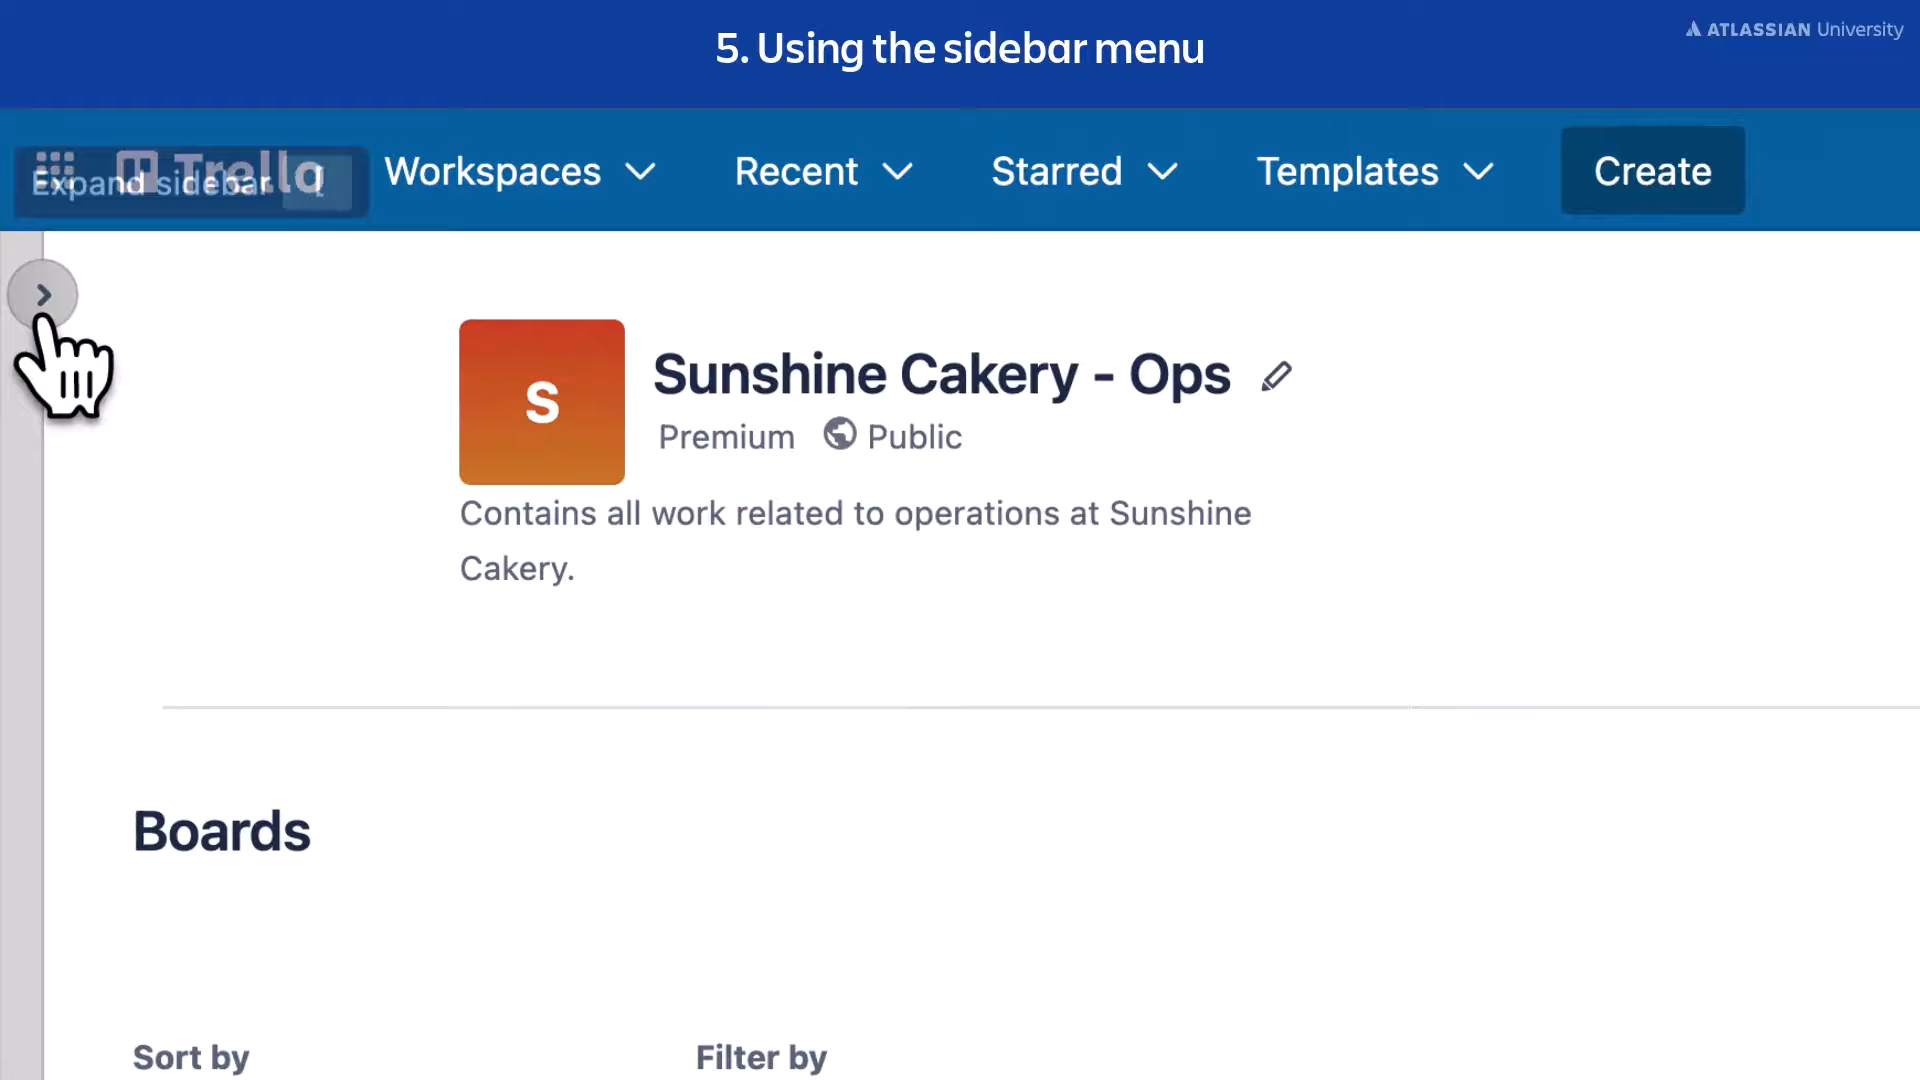 5. Using the sidebar menu
ATLASSIAN University
Trello
Expand sidebar
Workspaces
Recent
Starred
Templates
Create
S
Sunshine Cakery - Ops
Premium
Public
Contains all work related to operations at Sunshine
Cakery.
Boards
Sort by
Filter by